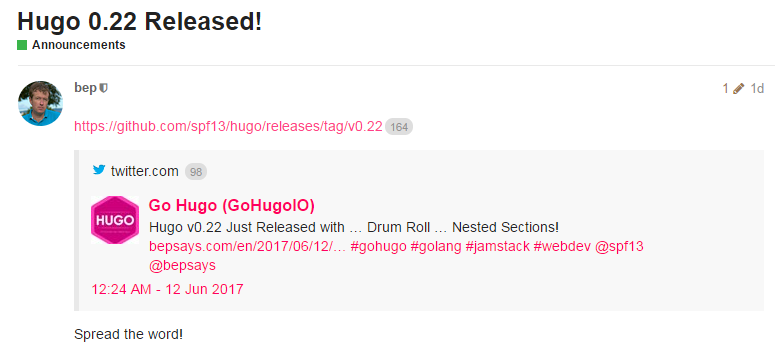 Hugo 0.22 Released!
Announcements
bep
1 1d
https://github.com/spf13/hugo/releases/tag/v0.22 164
twitter.com 98
HUGO
Go Hugo (GoHugoIO)
Hugo v0.22 Just Released with … Drum Roll … Nested Sections!
bepsays.com/en/2017/06/12/… #gohugo #golang #jamstack #webdev @spf13
@bepsays
12:24 AM - 12 Jun 2017
Spread the word!